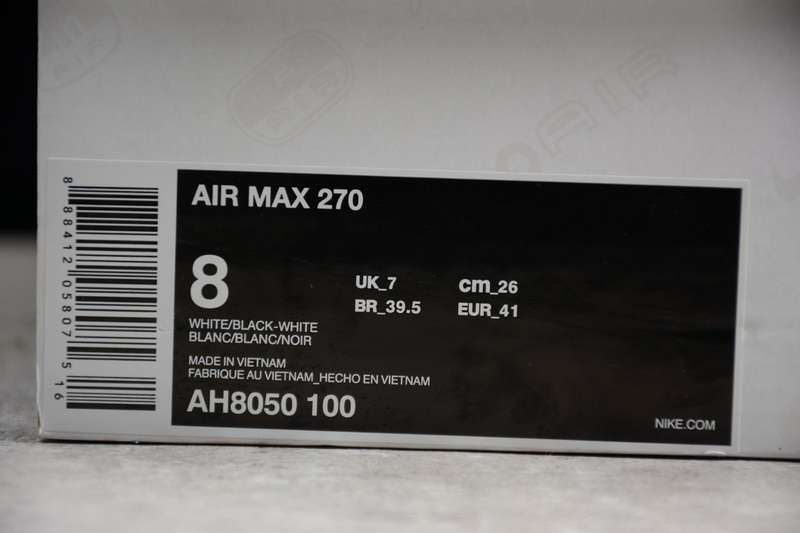 AIR
AIR MAX 270
8
UK_7 cm_26
BR_39.5 EUR_41
WHITE/BLACK-WHITE
BLANC/BLANC/NOIR
MADE IN VIETNAM
FABRIQUE AU VIETNAM_HECHO EN VIETNAM
AH8050 100
NIKE.COM
8 88412 05807 5 16